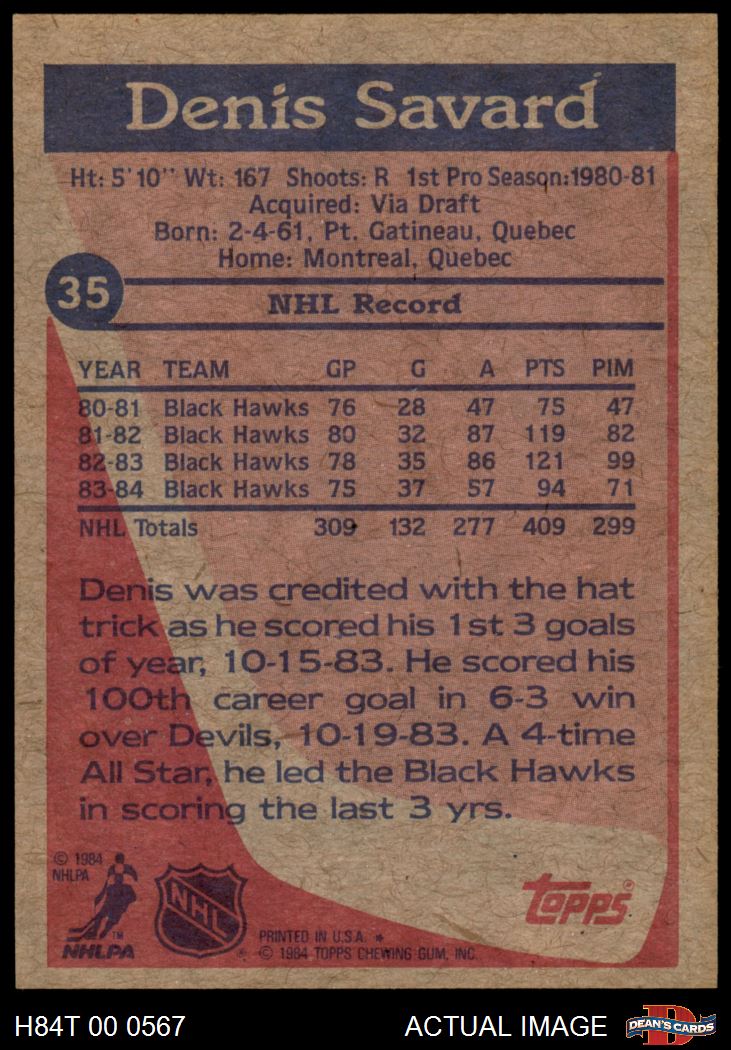 Denis Savard
Ht: 5'10" Wt: 167 Shoots: R 1st Pro Season:1980-81
Acquired: Via Draft
Born: 2-4-61, Pt. Gatineau, Quebec
Home: Montreal, Quebec
35
NHL Record
YEAR TEAM GP G A PTS PIM
80-81 Black Hawks 76 28 47 75 47
81-82 Black Hawks 80 32 87 119 82
82-83 Black Hawks 78 35 86 121 99
83-84 Black Hawks 75 37 57 94 71
NHL Totals 309 132 277 409 299
Denis was credited with the hat
trick as he scored his 1st 3 goals
of year, 10-15-83. He scored his
100th career goal in 6-3 win
over Devils, 10-19-83. A 4-time
All Star, he led the Black Hawks
in scoring the last 3 yrs.
© 1984
NHLPA
TM
NHLPA
NHL
®
topps®
PRINTED IN U.S.A. *
© 1984 TOPPS CHEWING GUM, INC.
H84T 00 0567
ACTUAL IMAGE
D
DEAN'S CARDS